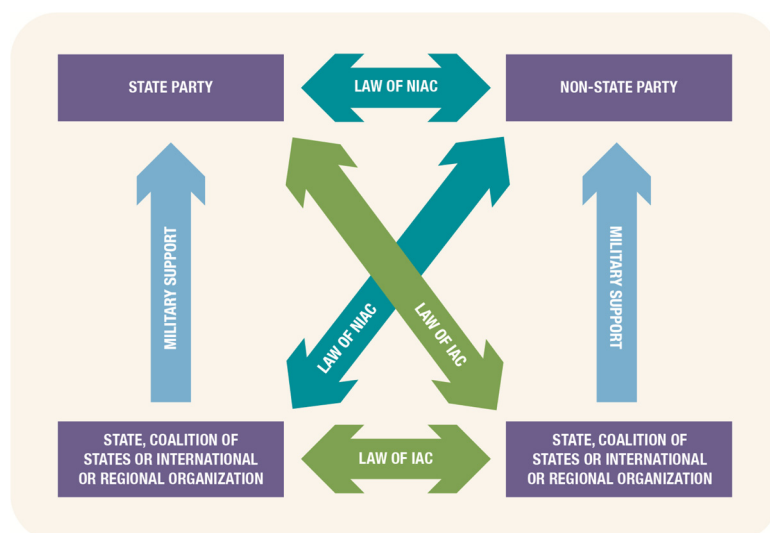 STATE PARTY
LAW OF NIAC
NON-STATE PARTY
MILITARY SUPPORT
LAW OF NIAC
LAW OF IAC
MILITARY SUPPORT
STATE, COALITION OF
STATES OR INTERNATIONAL
OR REGIONAL ORGANIZATION
LAW OF IAC
STATE, COALITION OF
STATES OR INTERNATIONAL
OR REGIONAL ORGANIZATION